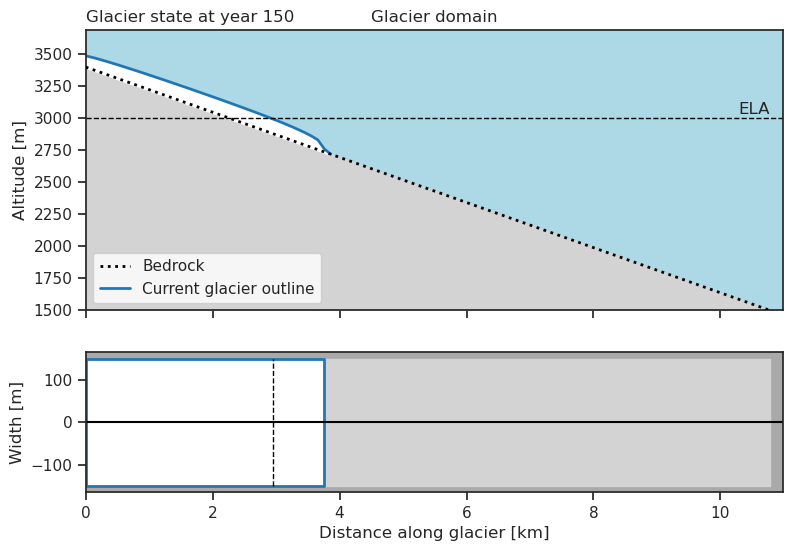 Glacier state at year 150
Glacier domain
3500
3250
3000
2750
2500
2250
2000
1750
1500
Altitude [m]
ELA
Bedrock
Current glacier outline
100
0
−100
Width [m]
0 2 4 6 8 10
Distance along glacier [km]